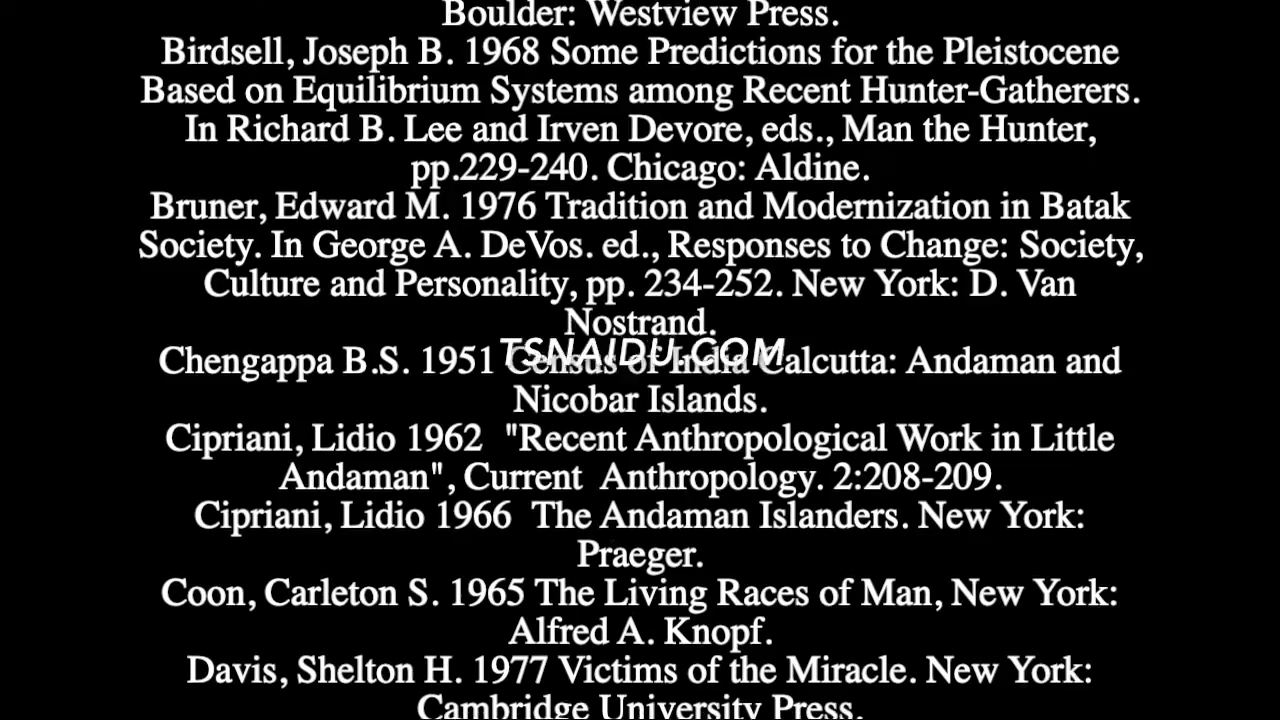 Boulder: Westview Press.
Birdsell, Joseph B. 1968 Some Predictions for the Pleistocene
Based on Equilibrium Systems among Recent Hunter-Gatherers.
In Richard B. Lee and Irven Devore, eds., Man the Hunter,
pp.229-240. Chicago: Aldine.
Bruner, Edward M. 1976 Tradition and Modernization in Batak
Society. In George A. DeVos. ed., Responses to Change: Society,
Culture and Personality, pp. 234-252. New York: D. Van
Nostrand.
TSNAIDU.COM
Chengappa B.S. 1951 Census of India Calcutta: Andaman and
Nicobar Islands.
Cipriani, Lidio 1962  "Recent Anthropological Work in Little
Andaman", Current  Anthropology. 2:208-209.
Cipriani, Lidio 1966  The Andaman Islanders. New York:
Praeger.
Coon, Carleton S. 1965 The Living Races of Man, New York:
Alfred A. Knopf.
Davis, Shelton H. 1977 Victims of the Miracle. New York:
Cambridge University Press.